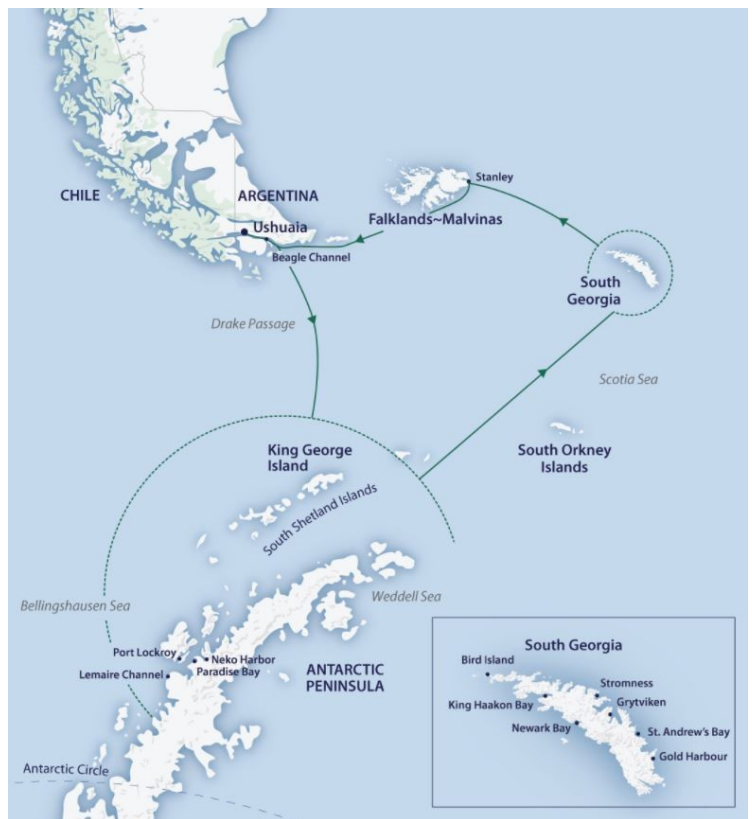 Stanley
CHILE
ARGENTINA
Falklands~Malvinas
Ushuaia
Beagle Channel
South
Georgia
Drake Passage
Scotia Sea
King George
Island
South Orkney
Islands
South Shetland Islands
Bellingshausen Sea
Weddell Sea
Port Lockroy
Neko Harbor
Paradise Bay
Lemaire Channel
ANTARCTIC
PENINSULA
Antarctic Circle
South Georgia
Bird Island
Stromness
King Haakon Bay
Grytviken
Newark Bay
St. Andrew's Bay
Gold Harbour